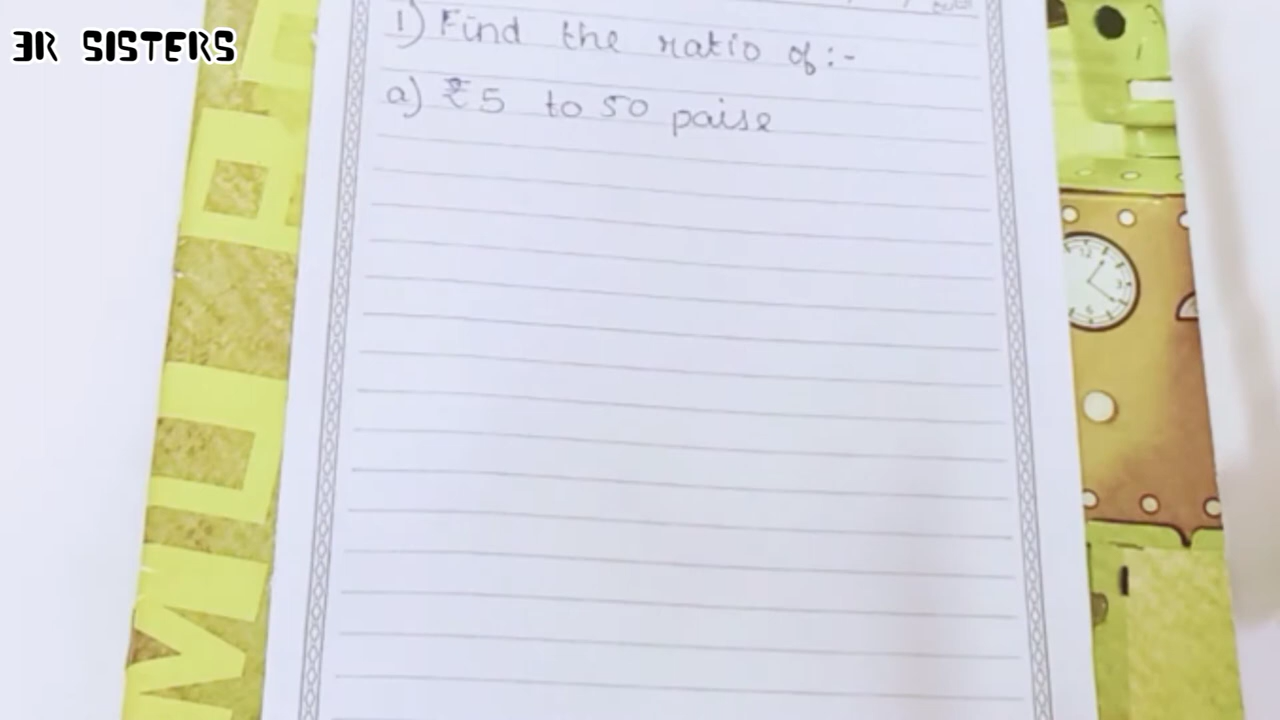 3R SISTERS
1) Find the ratio of :-
a) ₹5 to 50 paise